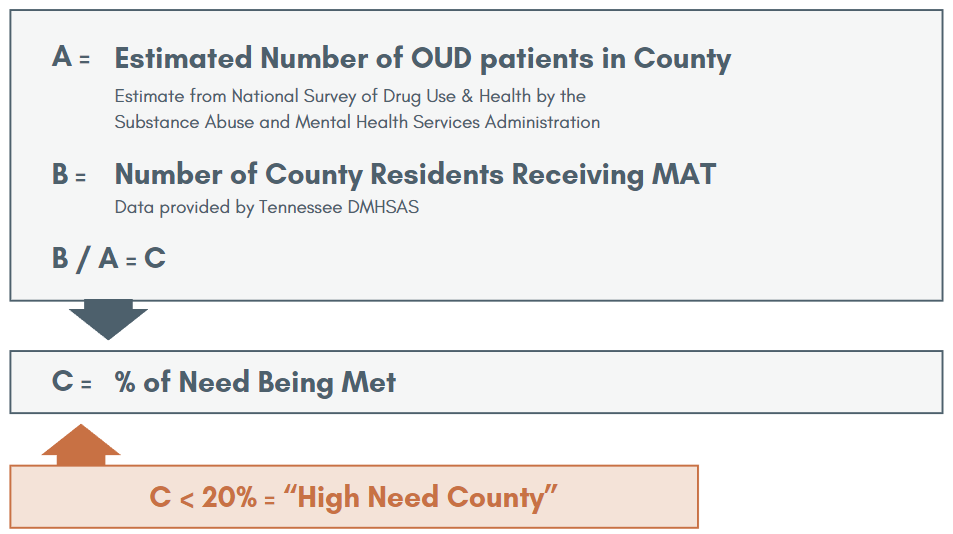 A = Estimated Number of OUD patients in County
Estimate from National Survey of Drug Use & Health by the
Substance Abuse and Mental Health Services Administration
B = Number of County Residents Receiving MAT
Data provided by Tennessee DMHSAS
B / A = C
C = % of Need Being Met
C < 20% = “High Need County”